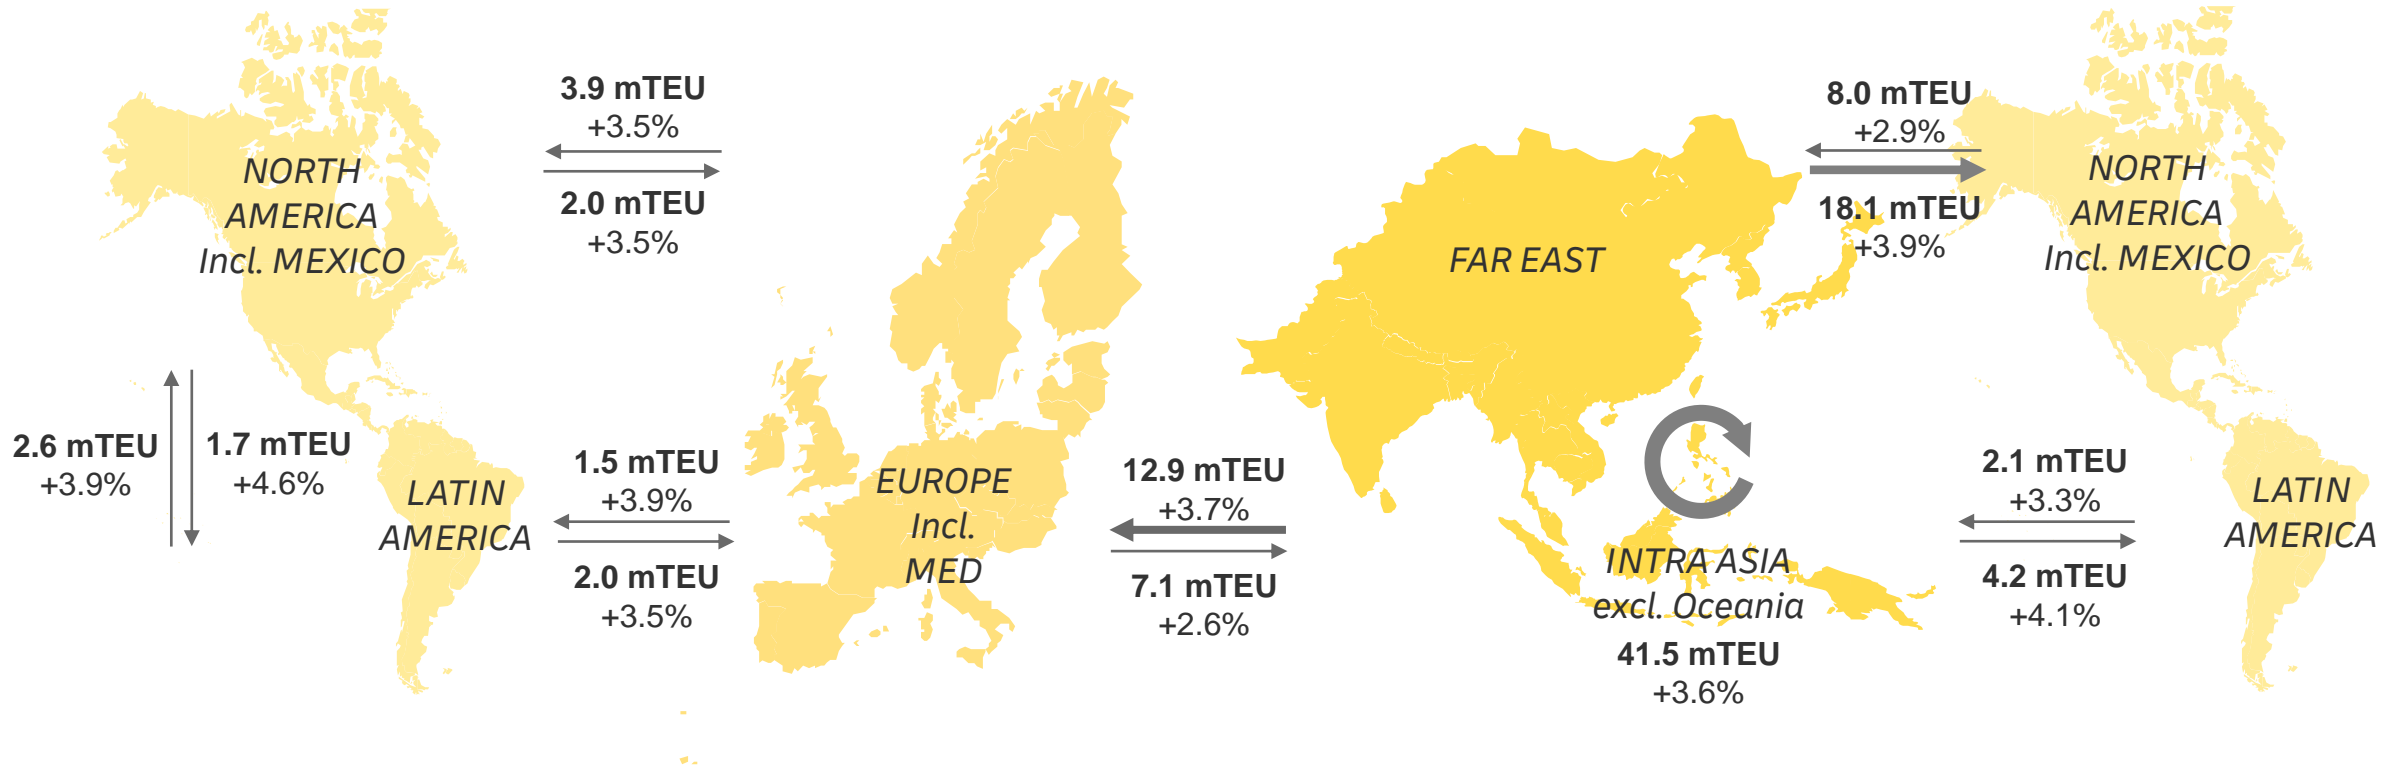 3.9 mTEU
+3.5%
2.0 mTEU
+3.5%
8.0 mTEU
+2.9%
18.1 mTEU
+3.9%
NORTH
AMERICA
Incl. MEXICO
FAR EAST
NORTH
AMERICA
Incl. MEXICO
2.6 mTEU
+3.9%
1.7 mTEU
+4.6%
LATIN
AMERICA
1.5 mTEU
+3.9%
2.0 mTEU
+3.5%
EUROPE
Incl.
MED
12.9 mTEU
+3.7%
7.1 mTEU
+2.6%
INTRA ASIA
excl. Oceania
41.5 mTEU
+3.6%
2.1 mTEU
+3.3%
4.2 mTEU
+4.1%
LATIN
AMERICA